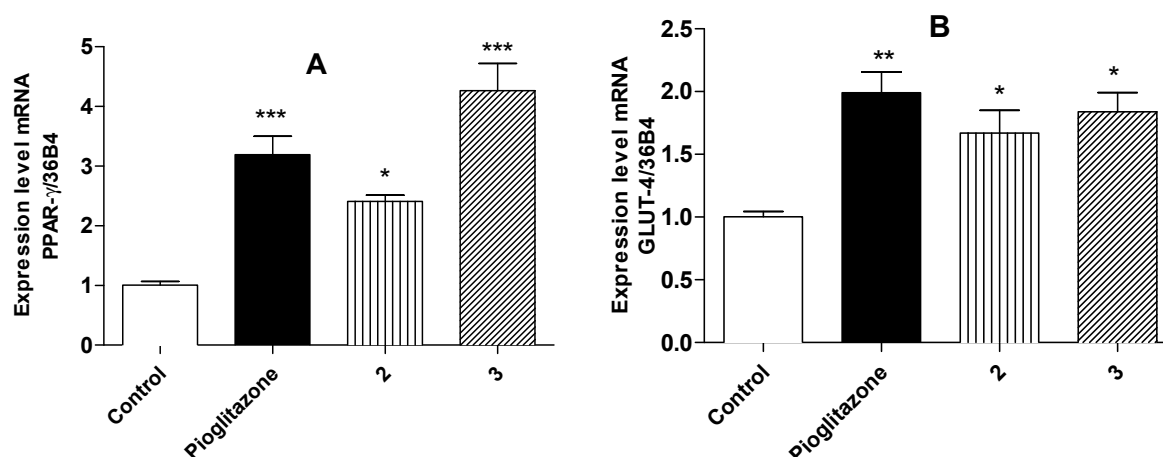 A
Expression level mRNA
PPAR-γ/36B4
5
4
3
2
1
0
***
*
***
Control
Pioglitazone
2
3
B
Expression level mRNA
GLUT-4/36B4
2.5
2.0
1.5
1.0
0.5
0.0
**
*
*
Control
Pioglitazone
2
3